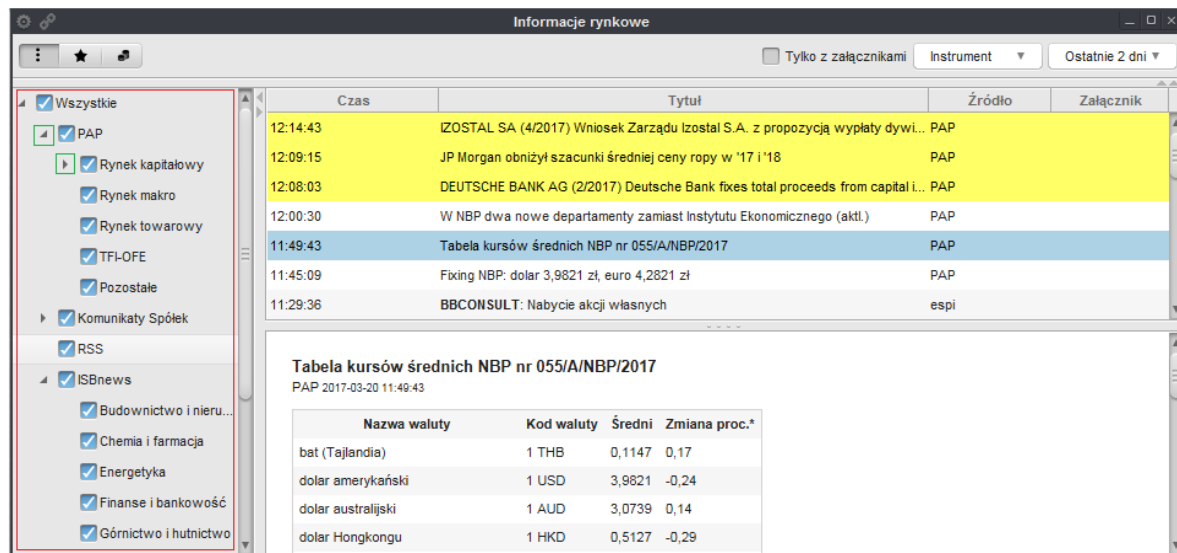 Informacje rynkowe
Tylko z załącznikami Instrument Ostatnie 2 dni
Wszystkie
PAP
Rynek kapitałowy
Rynek makro
Rynek towarowy
TFI-OFE
Pozostałe
Komunikaty Spółek
RSS
ISBnews
Budownictwo i nieru...
Chemia i farmacja
Energetyka
Finanse i bankowość
Górnictwo i hutnictwo
Czas Tytuł Źródło Załącznik
12:14:43 IZOSTAL SA (4/2017) Wniosek Zarządu Izostal S.A. z propozycją wypłaty dywi... PAP
12:09:15 JP Morgan obniżył szacunki średniej ceny ropy w '17 i '18 PAP
12:08:03 DEUTSCHE BANK AG (2/2017) Deutsche Bank fixes total proceeds from capital i... PAP
12:00:30 W NBP dwa nowe departamenty zamiast Instytutu Ekonomicznego (aktl.) PAP
11:49:43 Tabela kursów średnich NBP nr 055/A/NBP/2017 PAP
11:45:09 Fixing NBP: dolar 3,9821 zł, euro 4,2821 zł PAP
11:29:36 BBCONSULT: Nabycie akcji własnych espi
Tabela kursów średnich NBP nr 055/A/NBP/2017
PAP 2017-03-20 11:49:43
Nazwa waluty Kod waluty Średni Zmiana proc.*
bat (Tajlandia) 1 THB 0,1147 0,17
dolar amerykański 1 USD 3,9821 -0,24
dolar australijski 1 AUD 3,0739 0,14
dolar Hongkongu 1 HKD 0,5127 -0,29